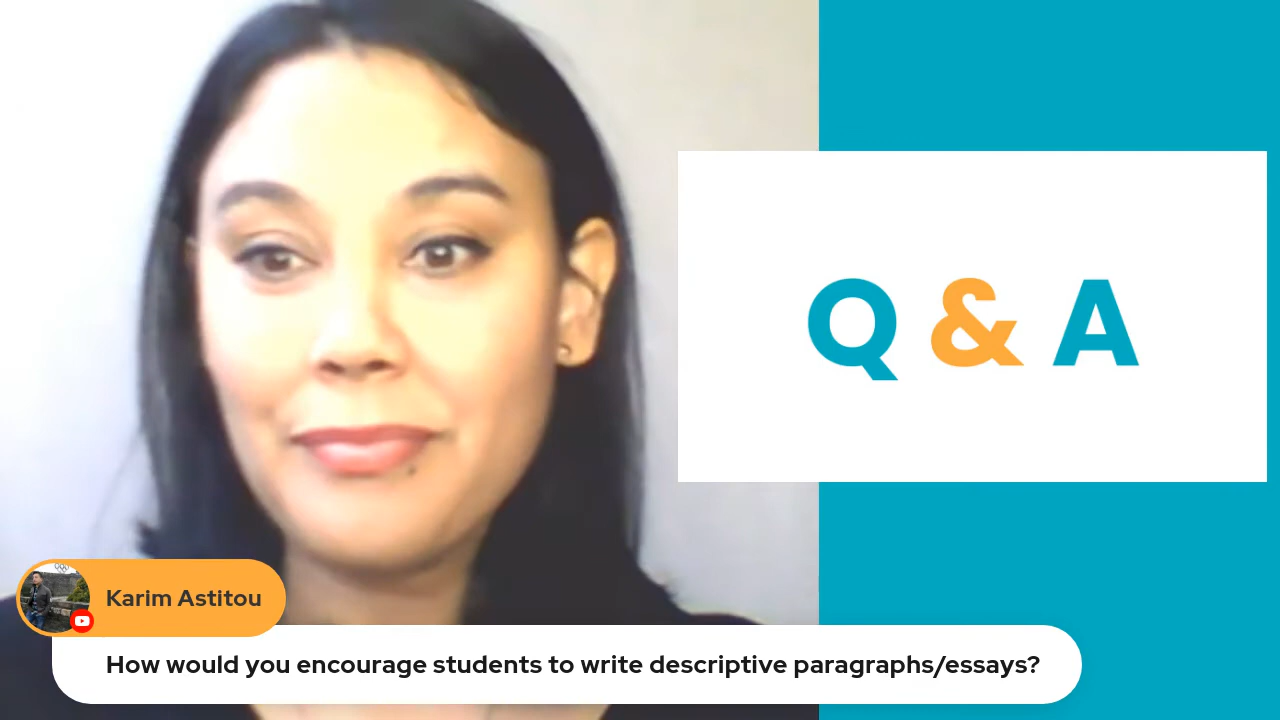 Q & A
Karim Astitou
How would you encourage students to write descriptive paragraphs/essays?